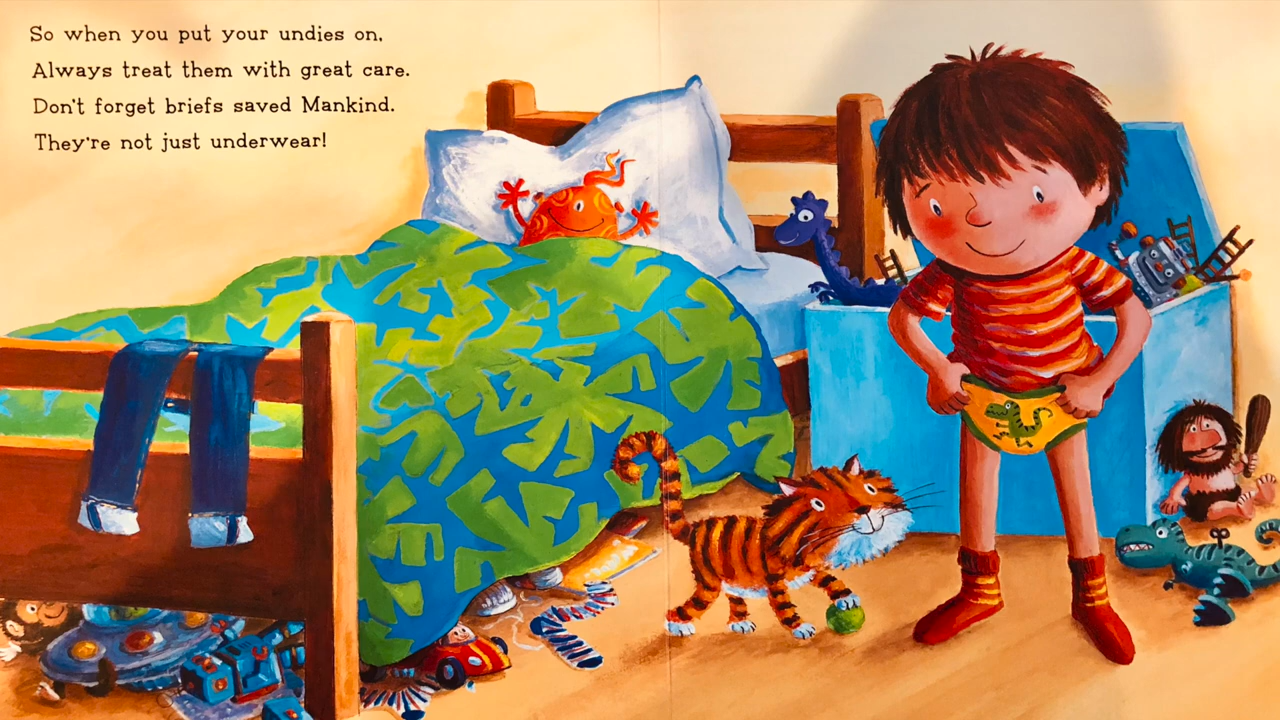 So when you put your undies on,
Always treat them with great care.
Don't forget briefs saved Mankind.
They're not just underwear!